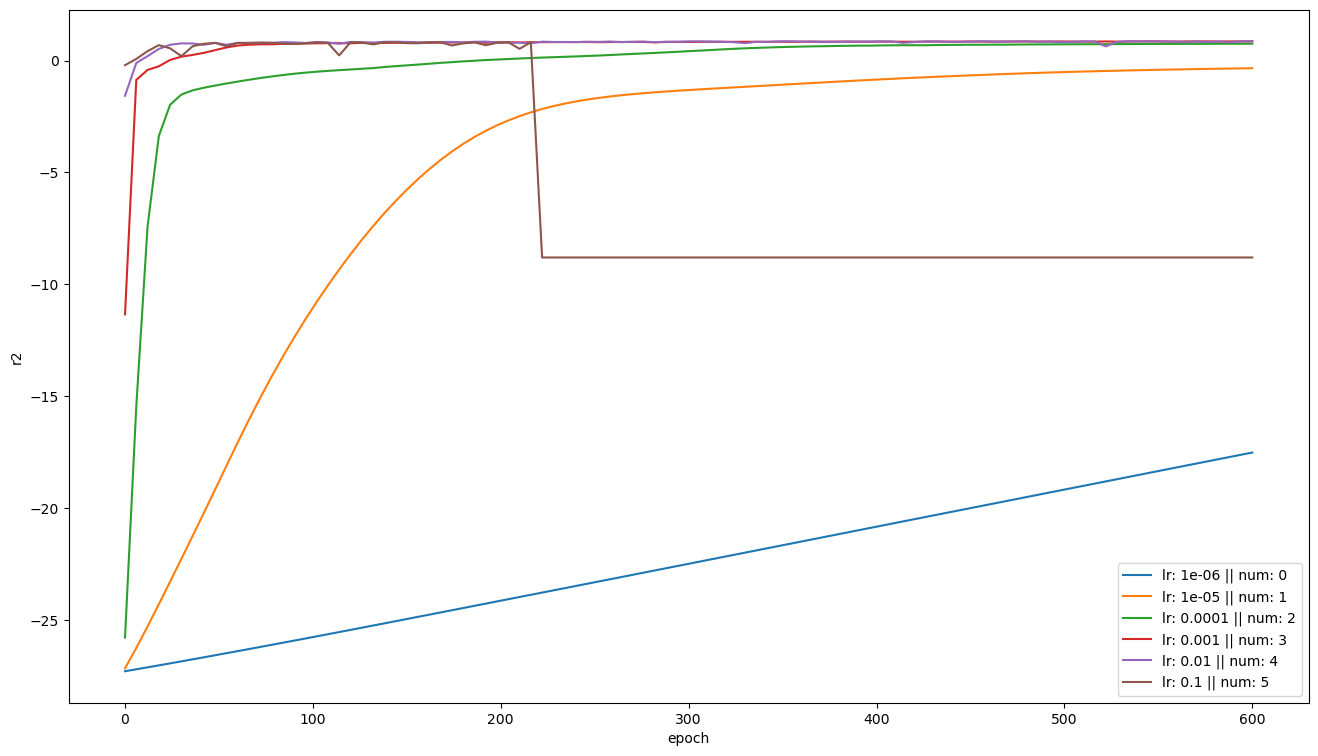 0
−5
−10
−15
−20
−25
r2
0
100
200
300
400
500
600
epoch
lr: 1e-06 || num: 0
lr: 1e-05 || num: 1
lr: 0.0001 || num: 2
lr: 0.001 || num: 3
lr: 0.01 || num: 4
lr: 0.1 || num: 5